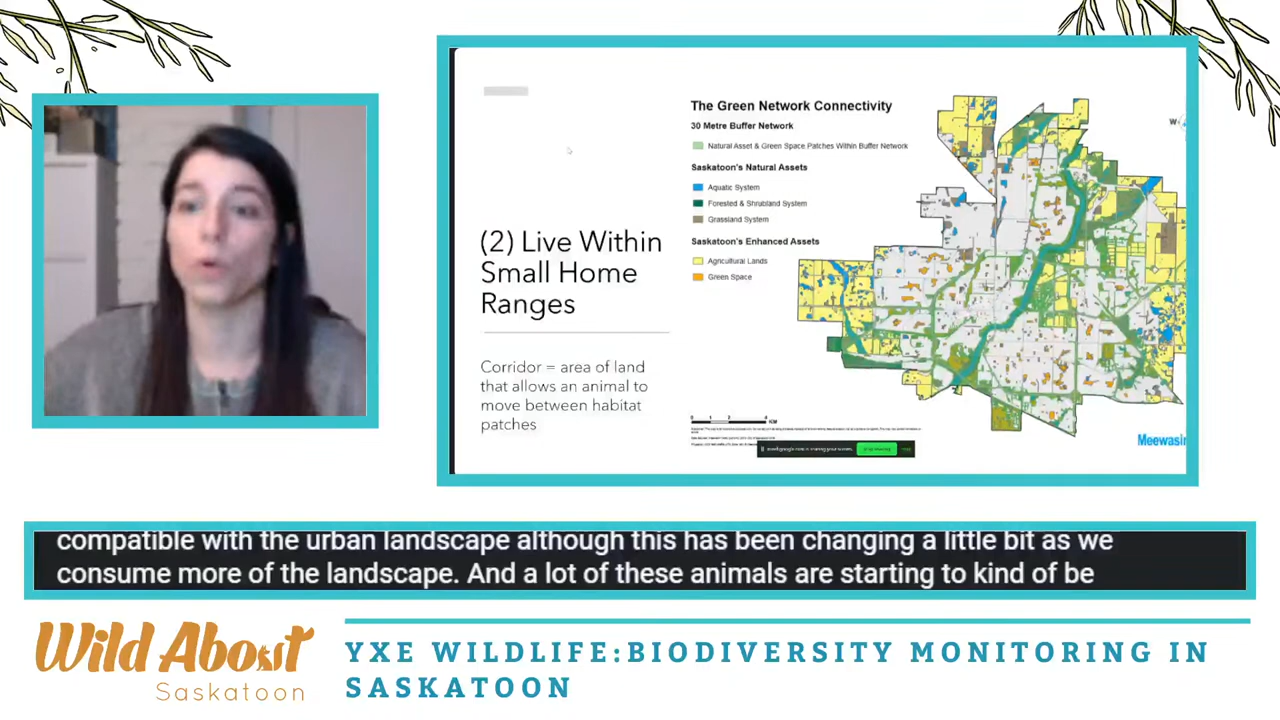 The Green Network Connectivity
30 Metre Buffer Network
Natural Asset & Green Space Patches Within Buffer Network
Saskatoon's Natural Assets
Aquatic System
Forested & Shrubland System
Grassland System
Saskatoon's Enhanced Assets
Agricultural Lands
Green Space
W
KM
Meewasin
(2) Live Within
Small Home
Ranges
Corridor = area of land
that allows an animal to
move between habitat
patches
compatible with the urban landscape although this has been changing a little bit as we
consume more of the landscape. And a lot of these animals are starting to kind of be
Wild About
Saskatoon
YXE WILDLIFE:BIODIVERSITY MONITORING IN
SASKATOON